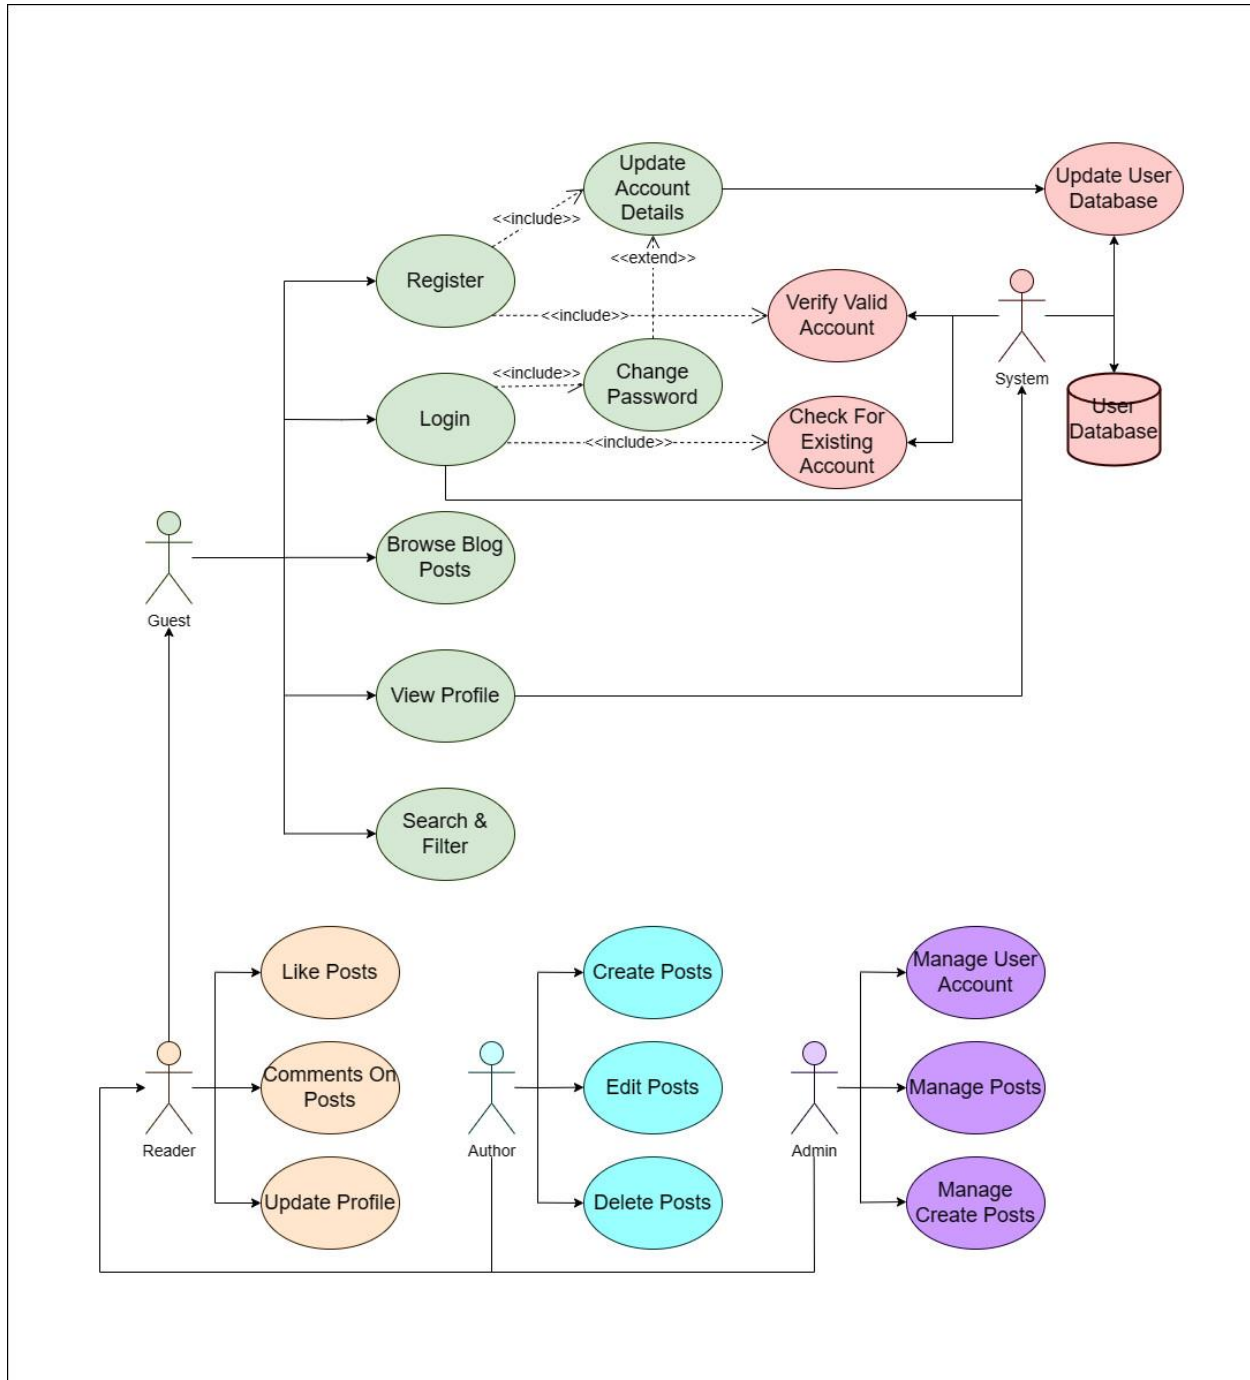 Update
Account
Details
Update User
Database
<<include>>
<<extend>>
Register
Verify Valid
Account
<<include>>
System
<<include>>
Change
Password
Login
Check For
Existing
Account
<<include>>
User
Database
Browse Blog
Posts
Guest
View Profile
Search &
Filter
Like Posts
Create Posts
Manage User
Account
Comments On
Posts
Edit Posts
Manage Posts
Reader
Author
Admin
Update Profile
Delete Posts
Manage
Create Posts